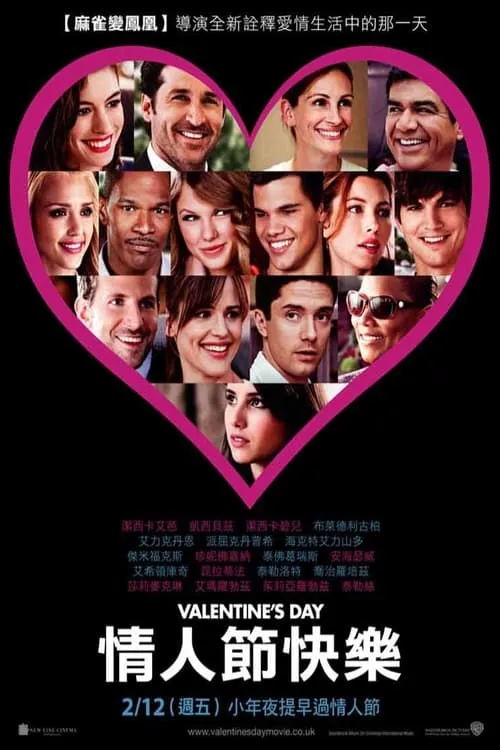 【麻雀變鳳凰】導演全新詮釋愛情生活中的那一天
潔西卡艾芭 凱西貝茲 潔西卡碧兒 布萊德利古柏
艾力克丹恩 派屈克丹普希 海克特艾力山多
傑米福克斯 珍妮佛嘉納 泰佛葛瑞斯 安海瑟威
艾希頓庫奇 昆拉蒂法 泰勒洛特 喬治羅培茲
莎莉麥克琳 艾瑪羅勃茲 茱莉亞羅勃茲 泰勒絲
VALENTINE'S DAY
情人節快樂
2/12（週五）小年夜提早過情人節
NEW LINE CINEMA
www.valentinesdaymovie.com